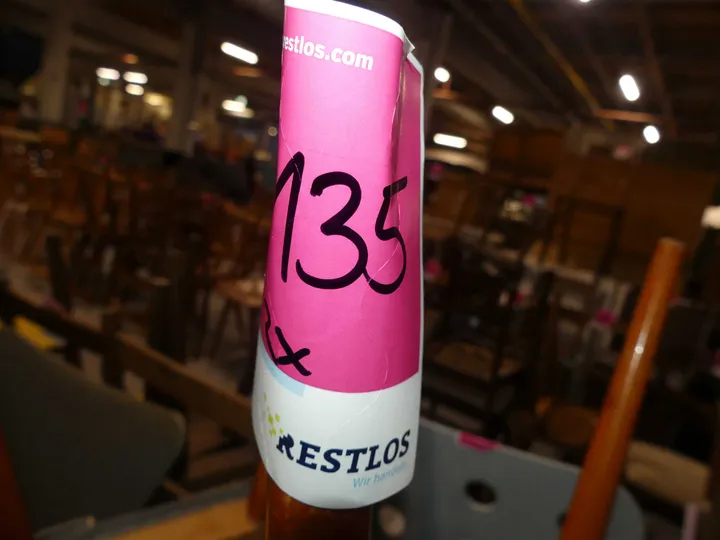 restlos.com
135
2x
RESTLOS
Wir handeln